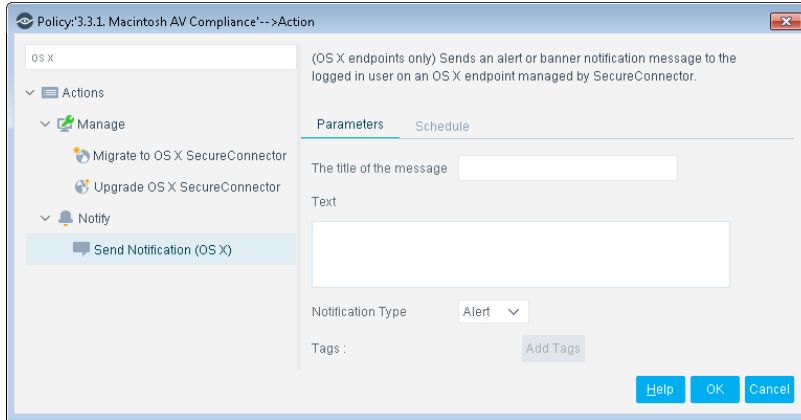 Policy:'3.3.1. Macintosh AV Compliance'-->Action
os x
Actions
Manage
Migrate to OS X SecureConnector
Upgrade OS X SecureConnector
Notify
Send Notification (OS X)
(OS X endpoints only) Sends an alert or banner notification message to the
logged in user on an OS X endpoint managed by SecureConnector.
Parameters Schedule
The title of the message
Text
Notification Type Alert
Tags : Add Tags
Help OK Cancel